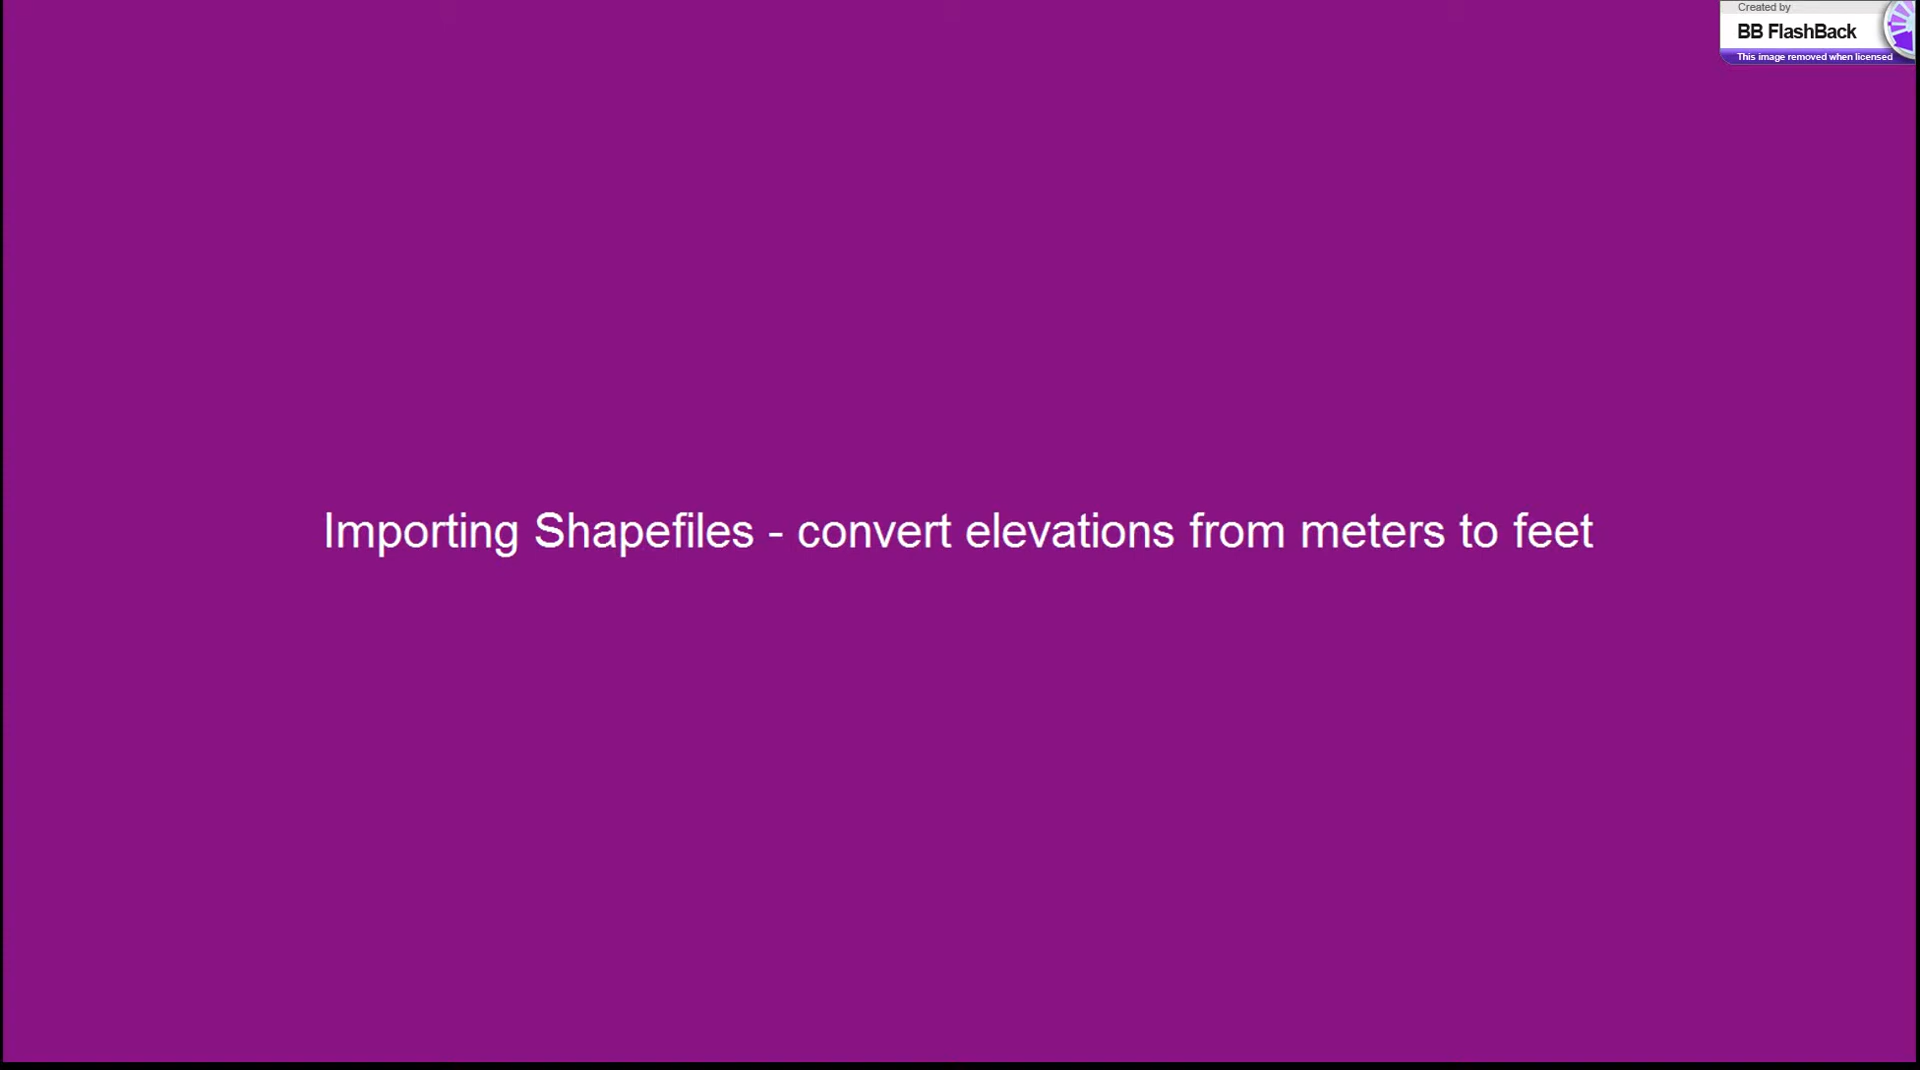 Created by
BB FlashBack
This image removed when licensed
Importing Shapefiles - convert elevations from meters to feet